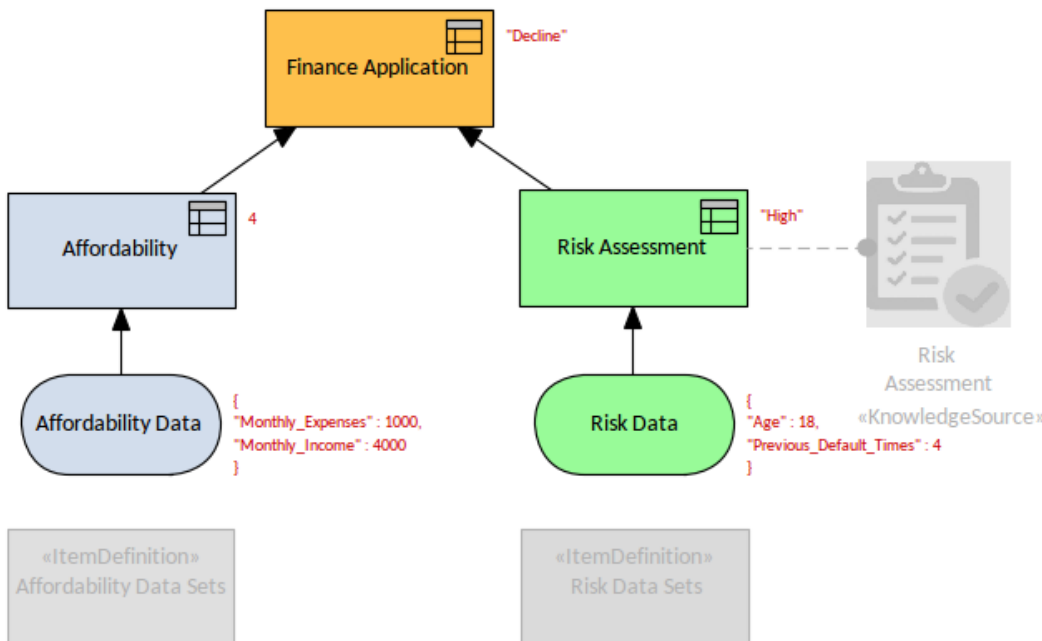 Finance Application
"Decline"
Affordability
4
Risk Assessment
"High"
Risk
Assessment
«KnowledgeSource»
Affordability Data
{
"Monthly_Expenses" : 1000,
"Monthly_Income" : 4000
}
Risk Data
{
"Age" : 18,
"Previous_Default_Times" : 4
}
«ItemDefinition»
Affordability Data Sets
«ItemDefinition»
Risk Data Sets